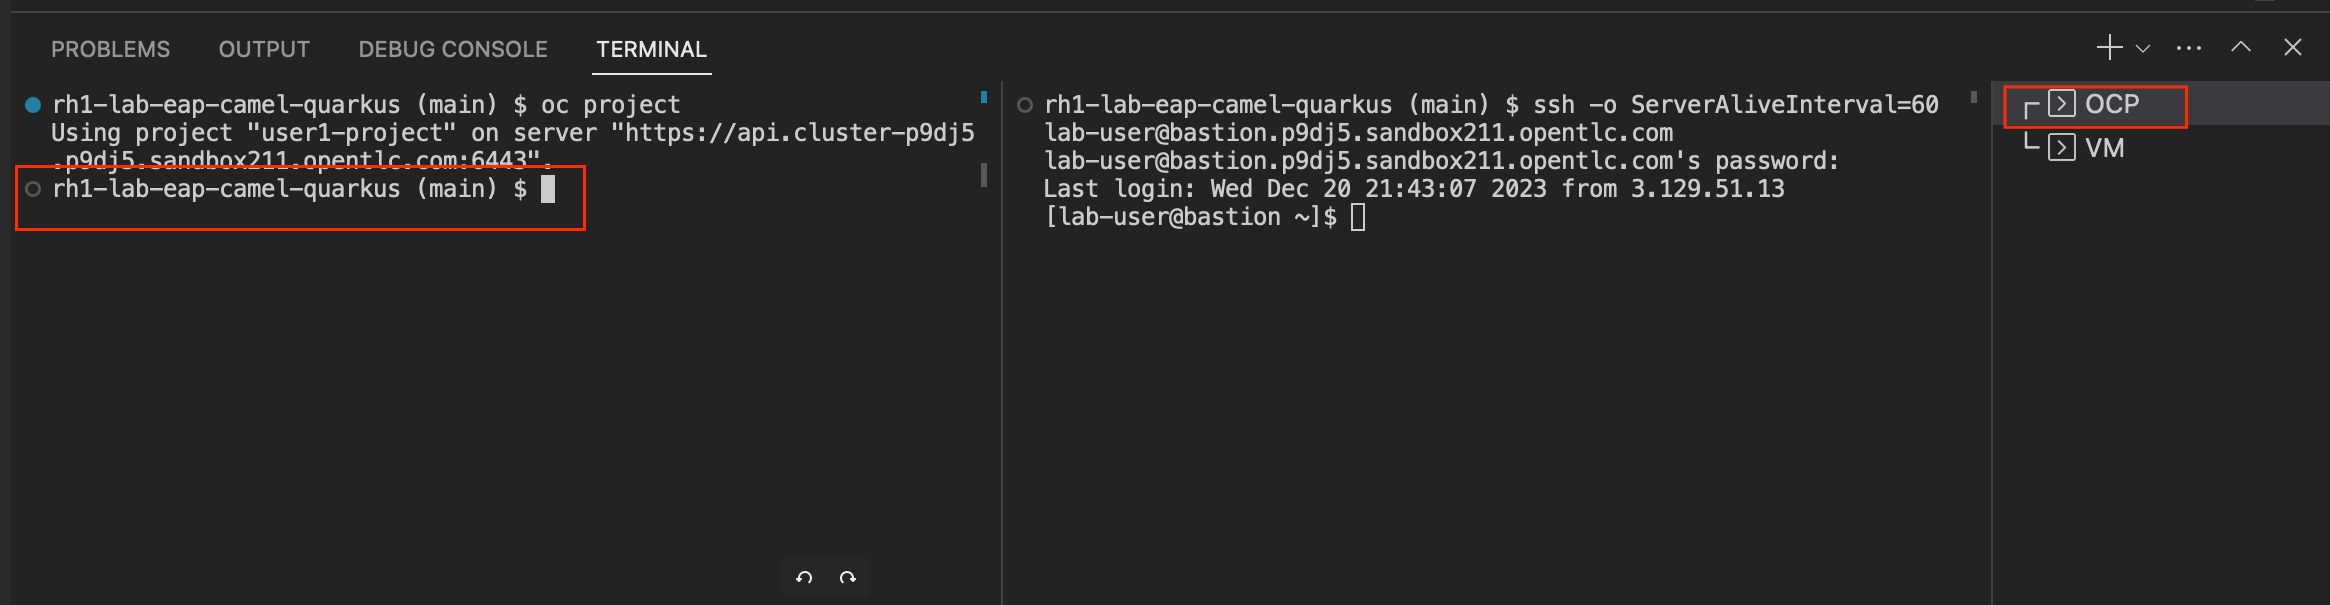 PROBLEMS OUTPUT DEBUG CONSOLE TERMINAL
rh1-lab-eap-camel-quarkus (main) $ oc project
Using project "user1-project" on server "https://api.cluster-p9dj5
.p9dj5.sandbox211.opentlc.com:6443".
rh1-lab-eap-camel-quarkus (main) $
rh1-lab-eap-camel-quarkus (main) $ ssh -o ServerAliveInterval=60
lab-user@bastion.p9dj5.sandbox211.opentlc.com
lab-user@bastion.p9dj5.sandbox211.opentlc.com's password:
Last login: Wed Dec 20 21:43:07 2023 from 3.129.51.13
[lab-user@bastion ~]$
OCP
VM